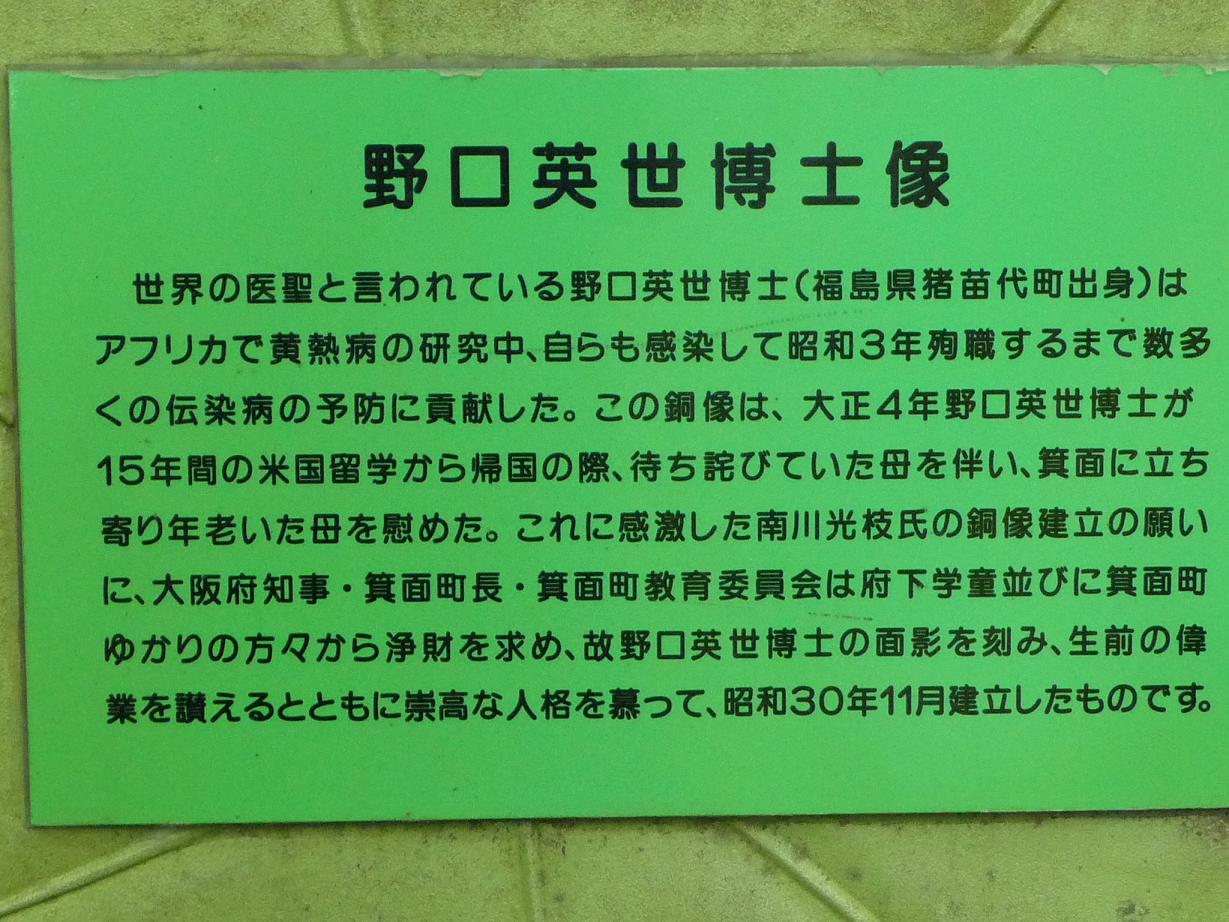 野口英世博士像
世界の医聖と言われている野口英世博士(福島県猪苗代町出身)は
アフリカで黄熱病の研究中、自らも感染して昭和3年殉職するまで数多
くの伝染病の予防に貢献した。この銅像は、大正4年野口英世博士が
15年間の米国留学から帰国の際、待ち詫びていた母を伴い、箕面に立ち
寄り年老いた母を慰めた。これに感激した南川光枝氏の銅像建立の願い
に、大阪府知事・箕面町長・箕面町教育委員会は府下学童並びに箕面町
ゆかりの方々から浄財を求め、故野口英世博士の面影を刻み、生前の偉
業を讃えるとともに崇高な人格を慕って、昭和30年11月建立したものです。